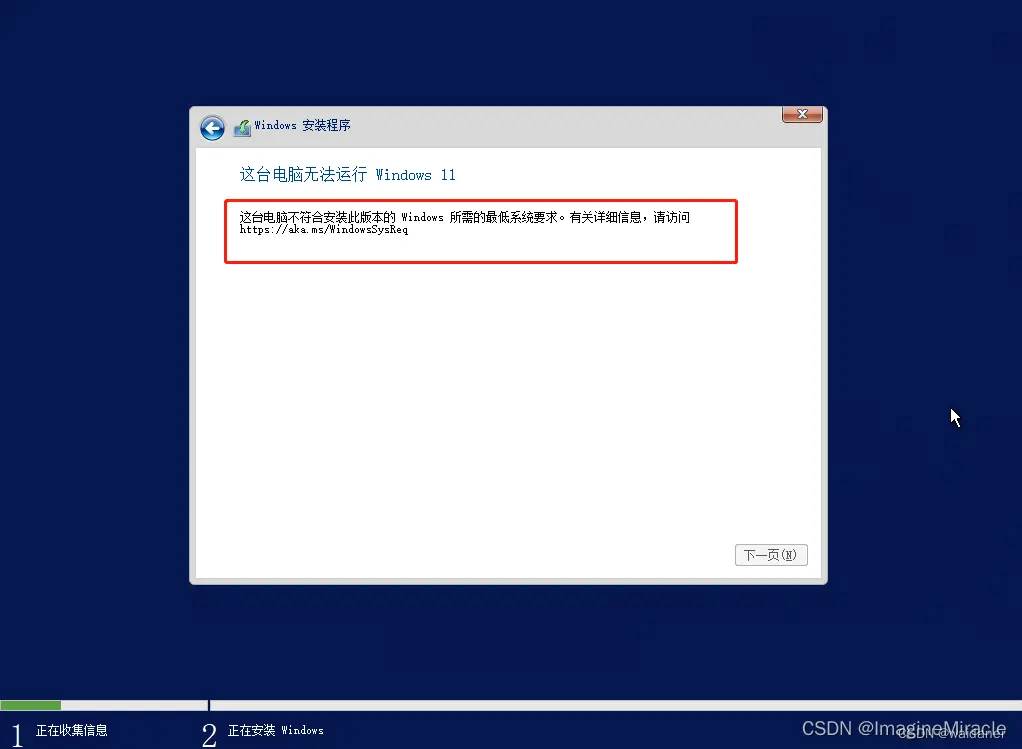 Windows 安装程序
这台电脑无法运行 Windows 11
这台电脑不符合安装此版本的 Windows 所需的最低系统要求。有关详细信息，请访问
https://aka.ms/WindowsSysReq
下一页(N)
1 正在收集信息
2 正在安装 Windows
CSDN @ImagineMiracle
CSDN @waidaner